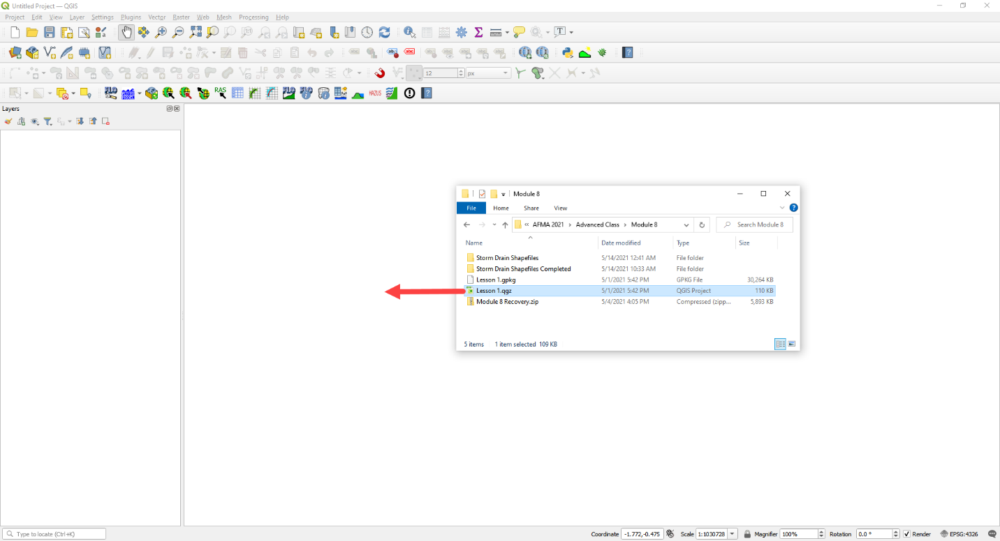 Untitled Project — QGIS
Project Edit View Layer Settings Plugins Vector Raster Web Mesh Processing Help
12 px
RAS HAZUS
Layers
Module 8
File Home Share View
« AFMA 2021 › Advanced Class › Module 8 Search Module 8
Name Date modified Type Size
Storm Drain Shapefiles 5/14/2021 12:41 AM File folder
Storm Drain Shapefiles Completed 5/14/2021 10:33 AM File folder
Lesson 1.gpkg 5/1/2021 5:42 PM GPKG File 30,264 KB
Lesson 1.qgz 5/1/2021 5:42 PM QGIS Project 110 KB
Module 8 Recovery.zip 5/4/2021 4:05 PM Compressed (zipp... 5,893 KB
5 items 1 item selected 109 KB
Type to locate (Ctrl+K) Coordinate -1.772,-0.475 Scale 1:1030728 Magnifier 100% Rotation 0.0 ° Render EPSG:4326